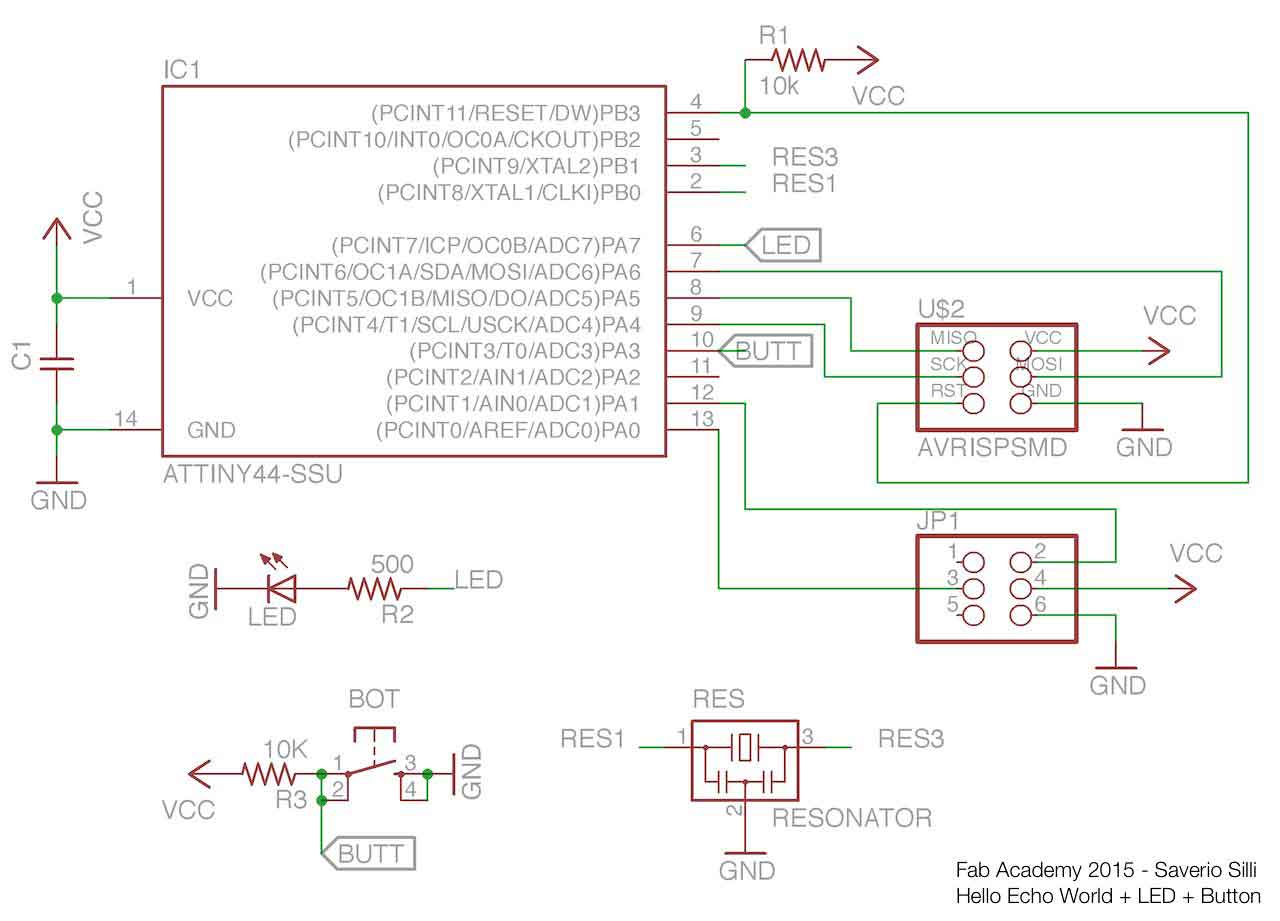 R1
10k
VCC
IC1
(PCINT11/RESET/DW)PB3 4
(PCINT10/INT0/OC0A/CKOUT)PB2 5
(PCINT9/XTAL2)PB1 3 RES3
(PCINT8/XTAL1/CLKI)PB0 2 RES1
VCC
(PCINT7/ICP/OC0B/ADC7)PA7 6 LED
(PCINT6/OC1A/SDA/MOSI/ADC6)PA6 7
1 VCC (PCINT5/OC1B/MISO/DO/ADC5)PA5 8
(PCINT4/T1/SCL/USCK/ADC4)PA4 9
(PCINT3/T0/ADC3)PA3 10 BUTT
(PCINT2/AIN1/ADC2)PA2 11
(PCINT1/AIN0/ADC1)PA1 12
14 GND (PCINT0/AREF/ADC0)PA0 13
C1
GND
ATTINY44-SSU
U$2
VCC
MISO VCC
SCK MOSI
RST GND
AVRISPSMD
GND
JP1
1 2
3 4
5 6
VCC
GND
GND
LED
500
R2
LED
BOT
10K
R3
VCC
1 3
2 4
GND
BUTT
RES
RES1 1 3 RES3
2
RESONATOR
GND
Fab Academy 2015 - Saverio Silli
Hello Echo World + LED + Button